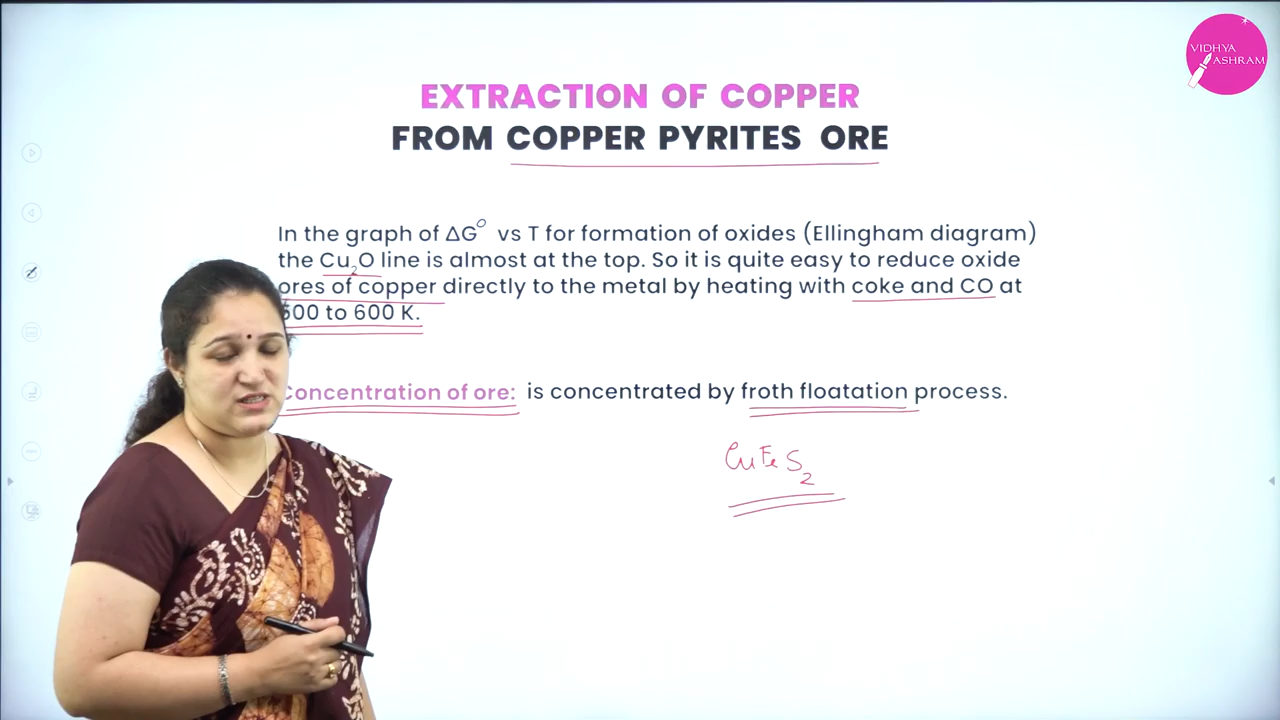 VIDHYA
ASHRAM
EXTRACTION OF COPPER
FROM COPPER PYRITES ORE
In the graph of ΔG⁰ vs T for formation of oxides (Ellingham diagram)
the Cu₂O line is almost at the top. So it is quite easy to reduce oxide
ores of copper directly to the metal by heating with coke and CO at
500 to 600 K.
Concentration of ore: is concentrated by froth floatation process.
CuFeS₂